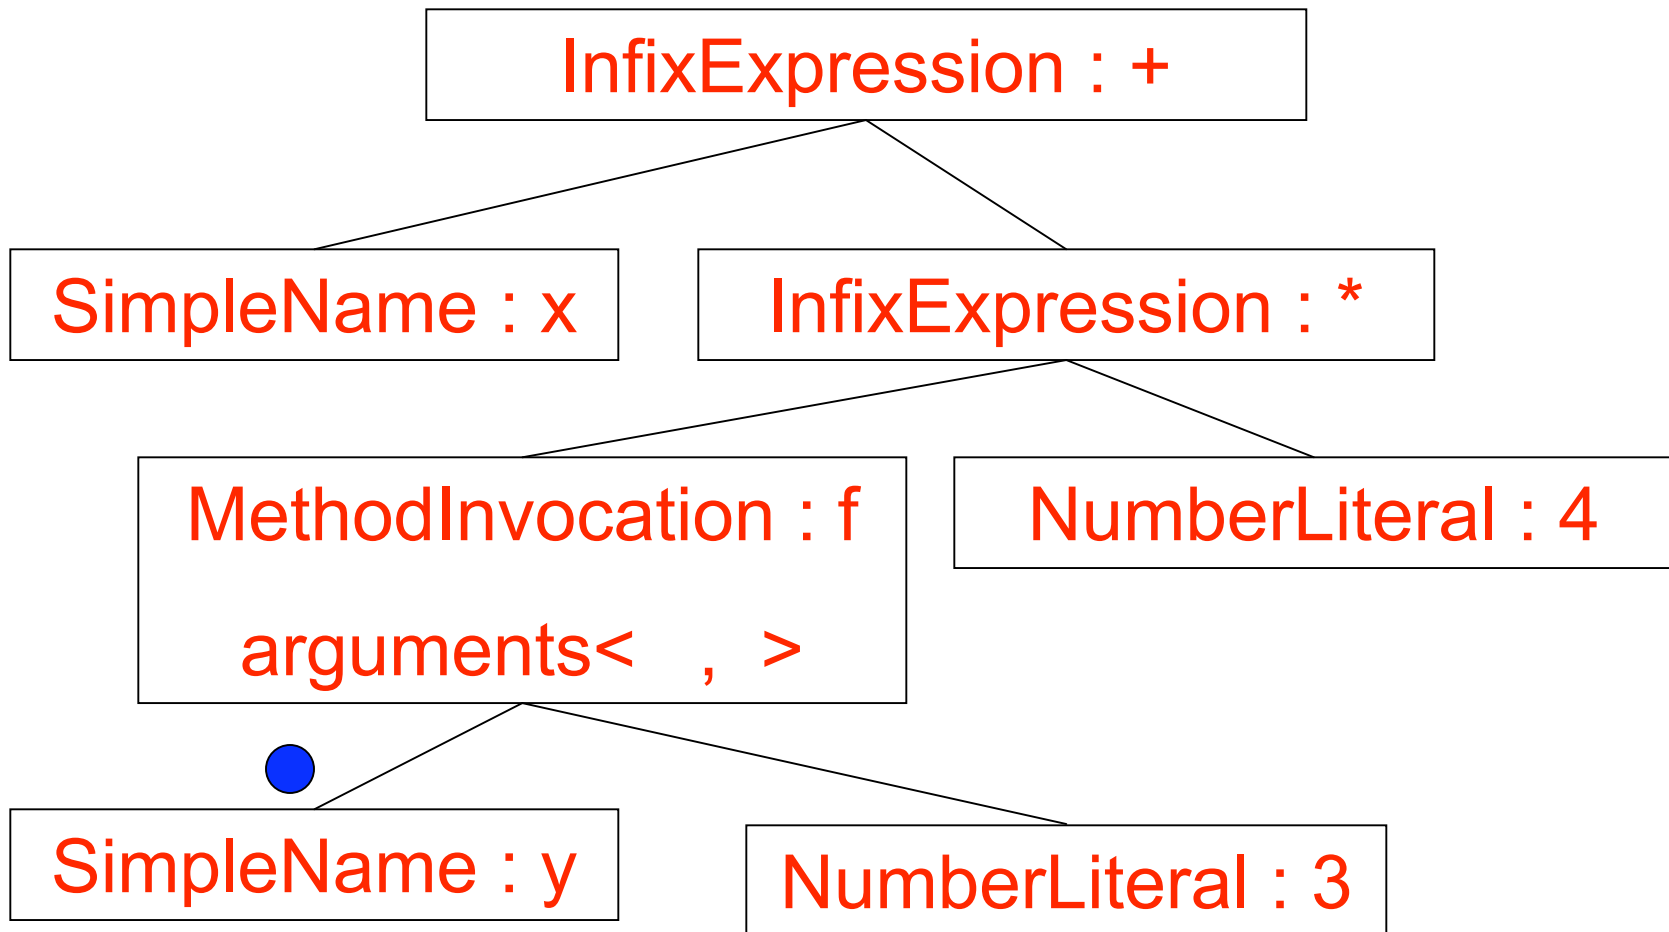 InfixExpression : +
SimpleName : x
InfixExpression : *
MethodInvocation : f
arguments< , >
NumberLiteral : 4
SimpleName : y
NumberLiteral : 3